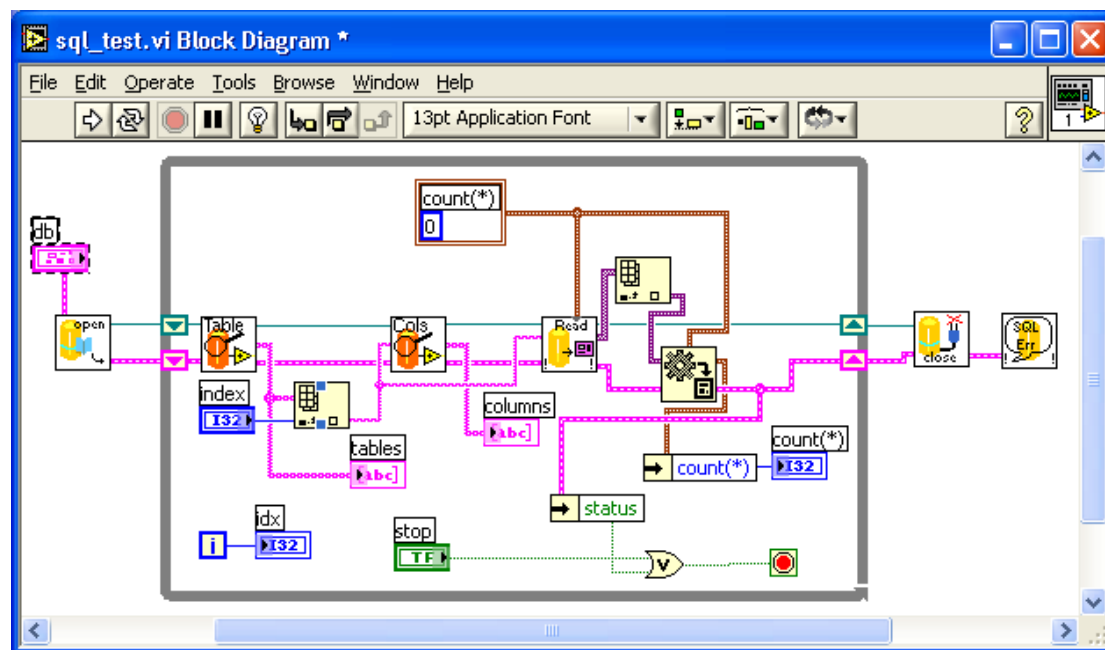 sql_test.vi Block Diagram *
File Edit Operate Tools Browse Window Help
13pt Application Font
?
1
count(*)
0
db
open
Table
Cols
Read
!
!
close
SQL
Err
!
index
I32
columns
abc
tables
abc
count(*)
count(*)
I32
status
idx
i
I32
stop
TF
V